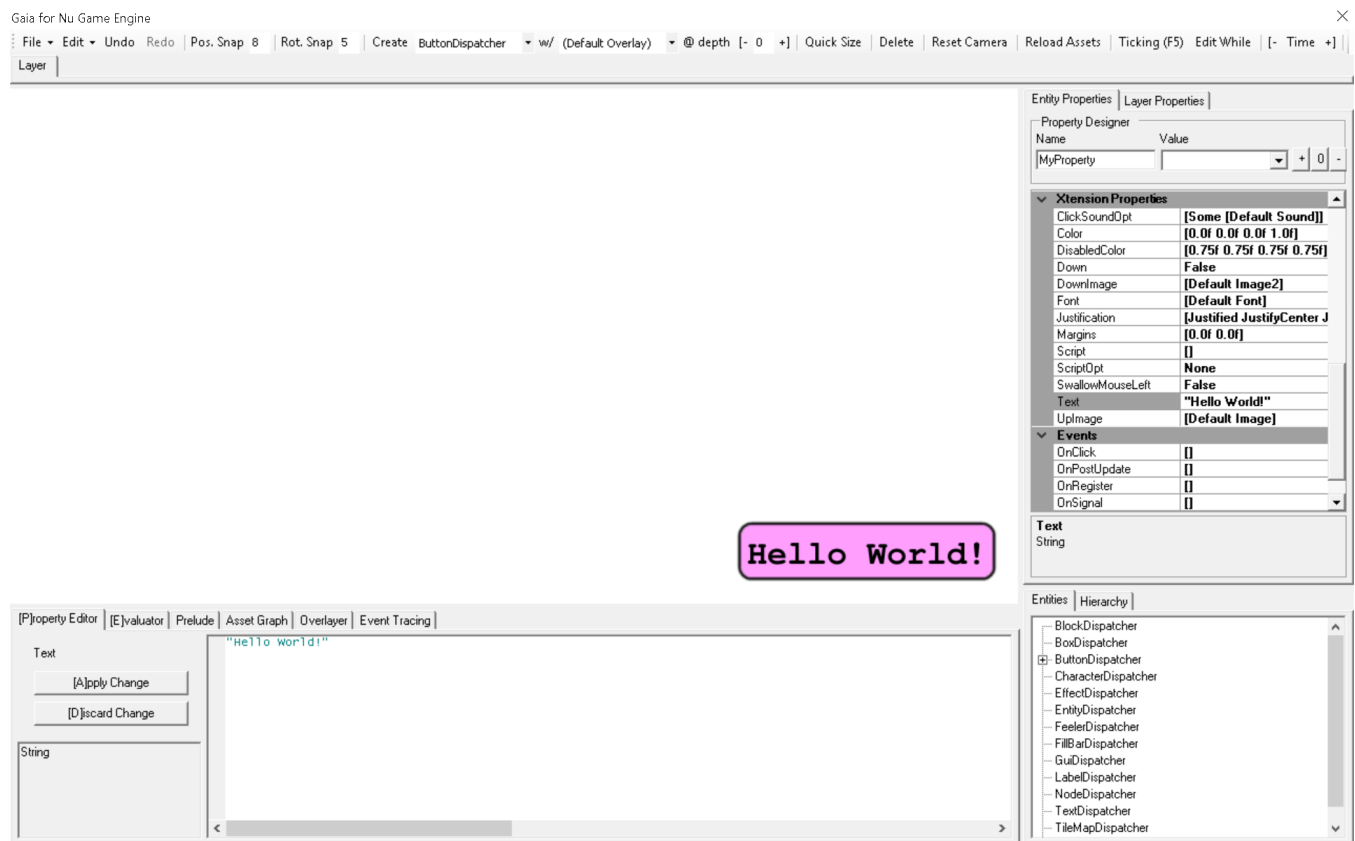 Gaia for Nu Game Engine
File Edit Undo Redo Pos. Snap 8 Rot. Snap 5 Create ButtonDispatcher w/ (Default Overlay) @ depth [- 0 +] Quick Size Delete Reset Camera Reload Assets Ticking (F5) Edit While [- Time +]
Layer
Entity Properties Layer Properties
Property Designer
Name Value
MyProperty + 0 -
Xtension Properties
ClickSoundOpt [Some [Default Sound]]
Color [0.0f 0.0f 0.0f 1.0f]
DisabledColor [0.75f 0.75f 0.75f 0.75f]
Down False
DownImage [Default Image2]
Font [Default Font]
Justification [Justified JustifyCenter J
Margins [0.0f 0.0f]
Script []
ScriptOpt None
SwallowMouseLeft False
Text "Hello World!"
UpImage [Default Image]
Events
OnClick []
OnPostUpdate []
OnRegister []
OnSignal []
Text
String
Hello World!
[P]roperty Editor [E]valuator Prelude Asset Graph Overlayer Event Tracing
Text
[A]pply Change
[D]iscard Change
String
"Hello World!"
Entities Hierarchy
BlockDispatcher
BoxDispatcher
ButtonDispatcher
CharacterDispatcher
EffectDispatcher
EntityDispatcher
FeelerDispatcher
FillBarDispatcher
GuiDispatcher
LabelDispatcher
NodeDispatcher
TextDispatcher
TileMapDispatcher